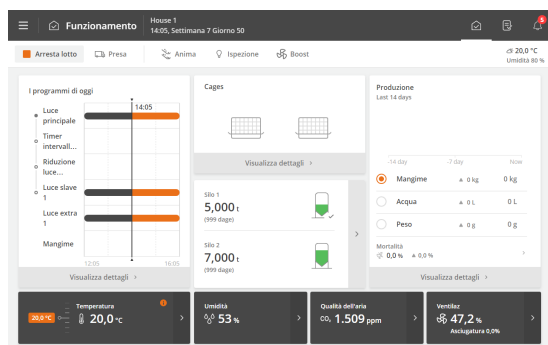 Funzionamento
House 1
14:05, Settimana 7 Giorno 50
5
Arresta lotto
Presa
Anima
Ispezione
Boost
20,0 °C
Umidità 80 %
I programmi di oggi
14:05
Luce
principale
Timer
intervall...
Riduzione
luce...
Luce slave
1
Luce extra
1
Mangime
12:05
16:05
Visualizza dettagli
Cages
Visualizza dettagli
Silo 1
5,000 t
(999 dage)
Silo 2
7,000 t
(999 dage)
Produzione
Last 14 days
-14 day
-7 day
Now
Mangime
0 kg
0 kg
Acqua
0 L
0 L
Peso
0 g
0 g
Mortalità
0,0 %
0,0 %
Visualizza dettagli
20,0 °C
Temperatura
20,0 °C
Umidità
53 %
Qualità dell'aria
CO₂ 1.509 ppm
Ventilaz
47,2 %
Asciugatura 0,0%